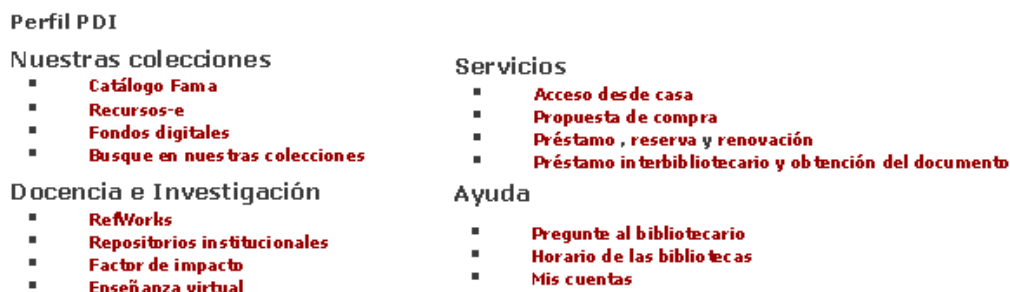 Perfil PDI
Nuestras colecciones
Catálogo Fama
Recursos-e
Fondos digitales
Busque en nuestras colecciones
Docencia e Investigación
RefWorks
Repositorios institucionales
Factor de impacto
Enseñanza virtual
Servicios
Acceso desde casa
Propuesta de compra
Préstamo , reserva y renovación
Préstamo interbibliotecario y obtención del documento
Ayuda
Pregunte al bibliotecario
Horario de las bibliotecas
Mis cuentas